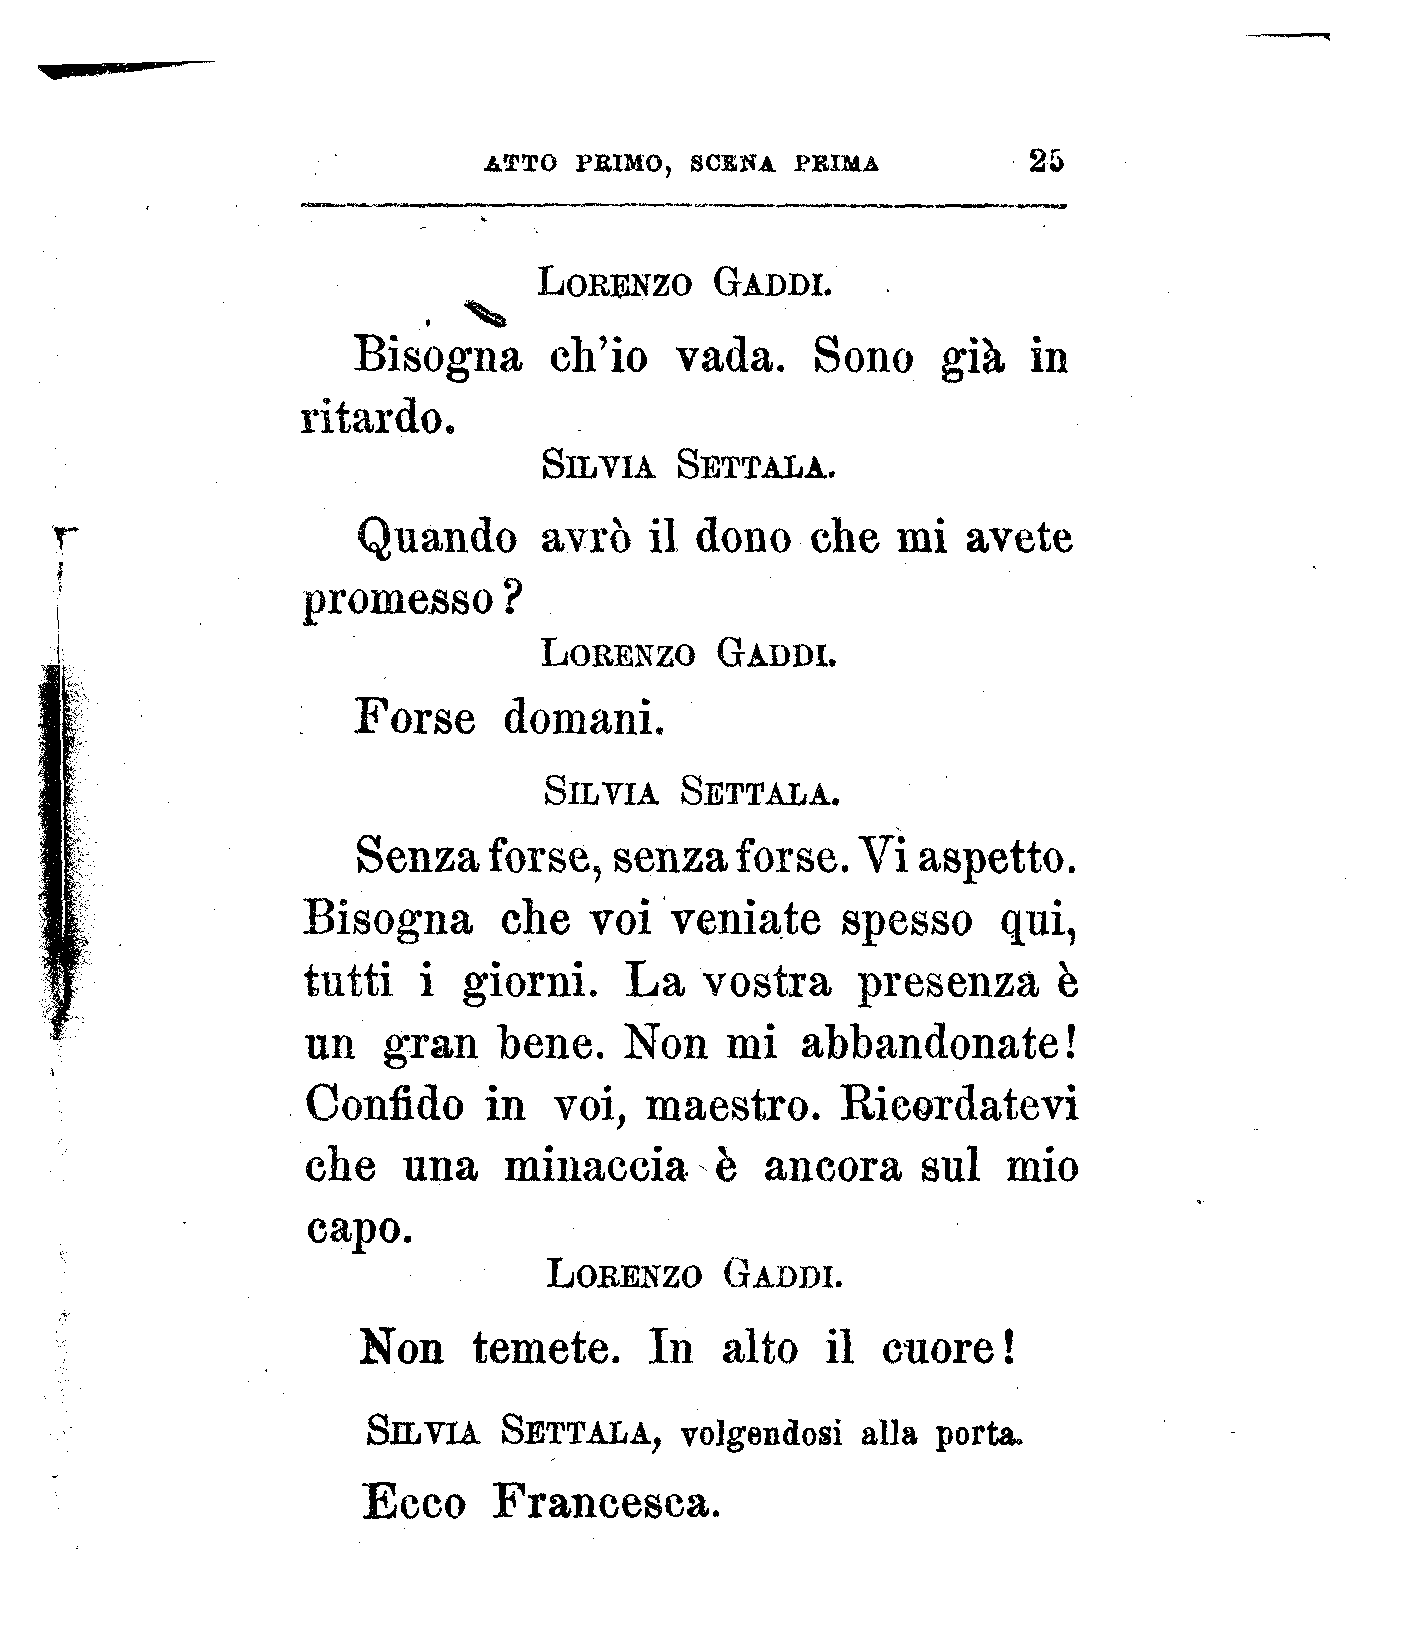 ATTO PRIMO, SCENA PRIMA 25
LORENZO GADDI.
Bisogna ch'io vada. Sono già in
ritardo.
SILVIA SETTALA.
Quando avrò il dono che mi avete
promesso?
LORENZO GADDI.
Forse domani.
SILVIA SETTALA.
Senza forse, senza forse. Vi aspetto.
Bisogna che voi veniate spesso qui,
tutti i giorni. La vostra presenza è
un gran bene. Non mi abbandonate!
Confido in voi, maestro. Ricordatevi
che una minaccia è ancora sul mio
capo.
LORENZO GADDI.
Non temete. In alto il cuore!
SILVIA SETTALA, volgendosi alla porta.
Ecco Francesca.